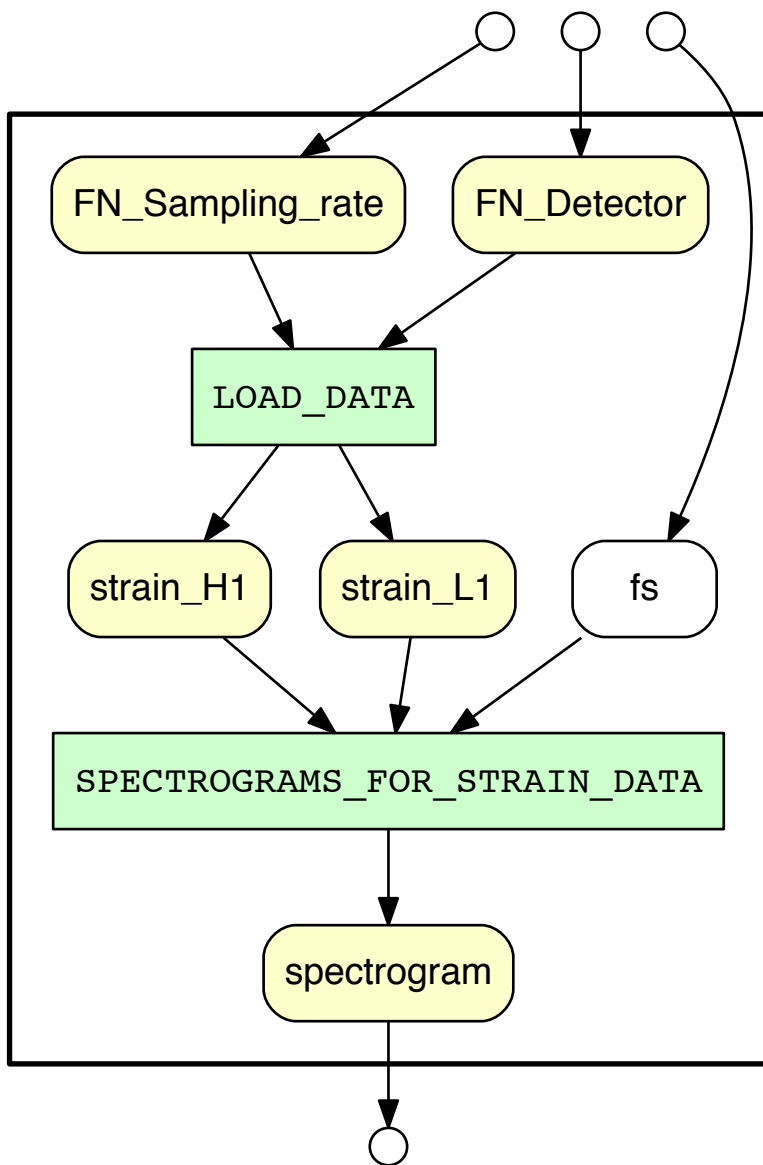 FN_Sampling_rate
FN_Detector
LOAD_DATA
strain_H1
strain_L1
fs
SPECTROGRAMS_FOR_STRAIN_DATA
spectrogram